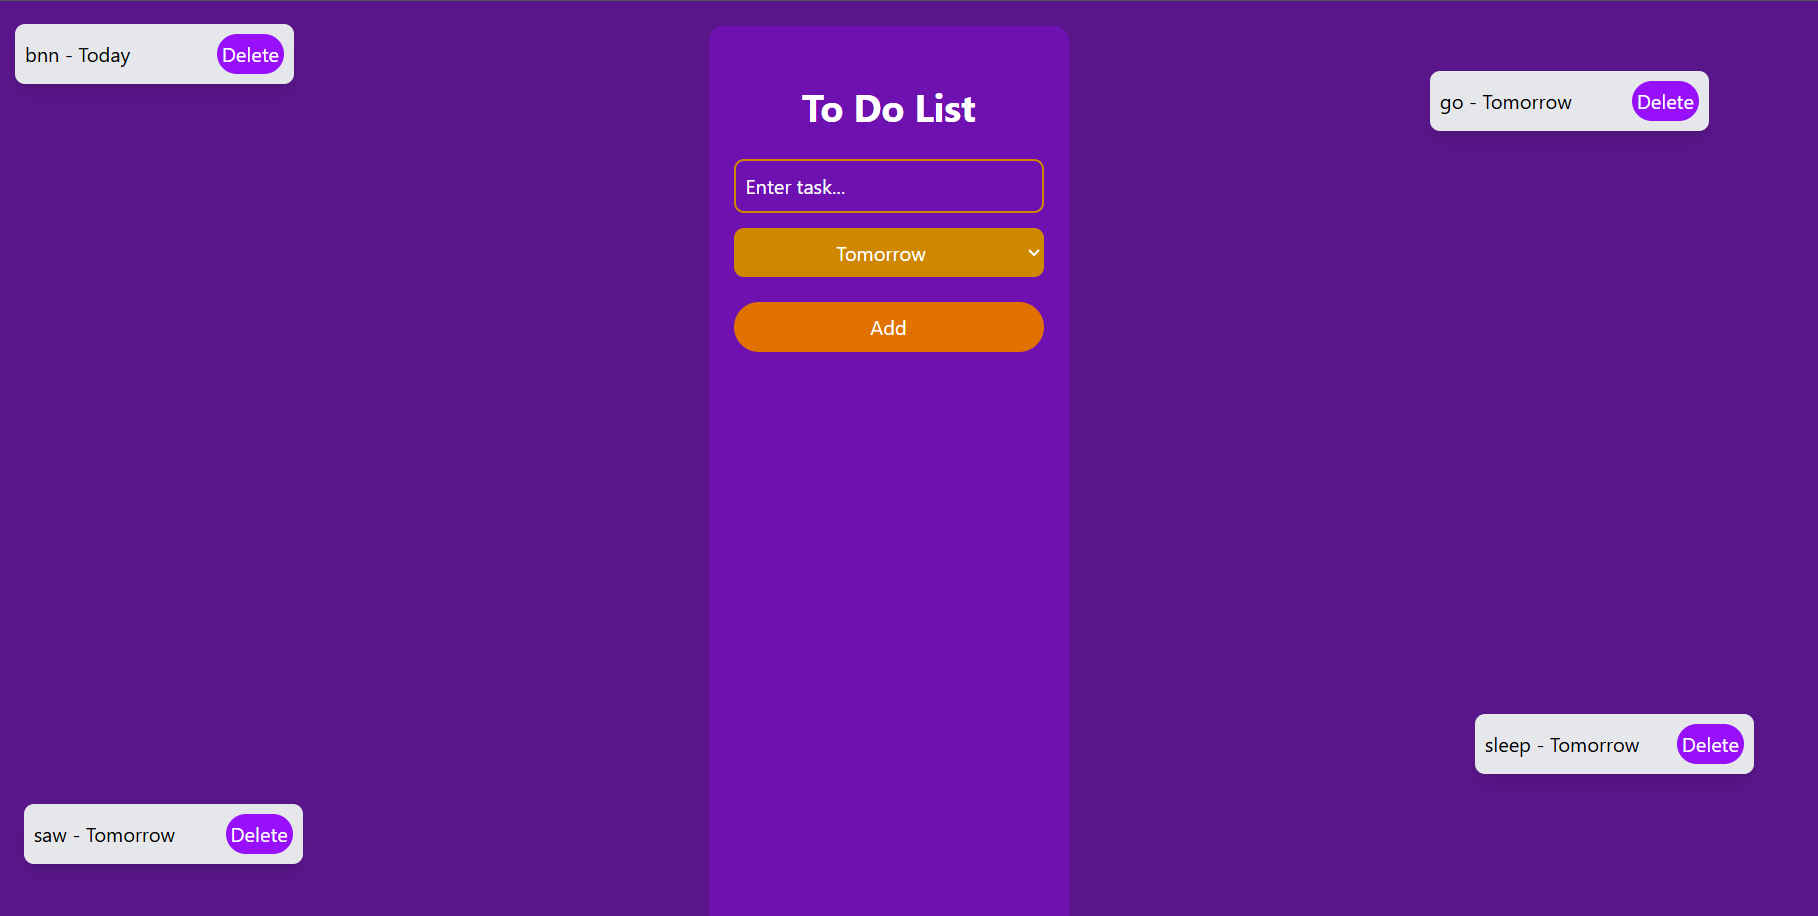 bnn - Today
Delete
To Do List
Enter task...
Tomorrow
Add
go - Tomorrow
Delete
sleep - Tomorrow
Delete
saw - Tomorrow
Delete